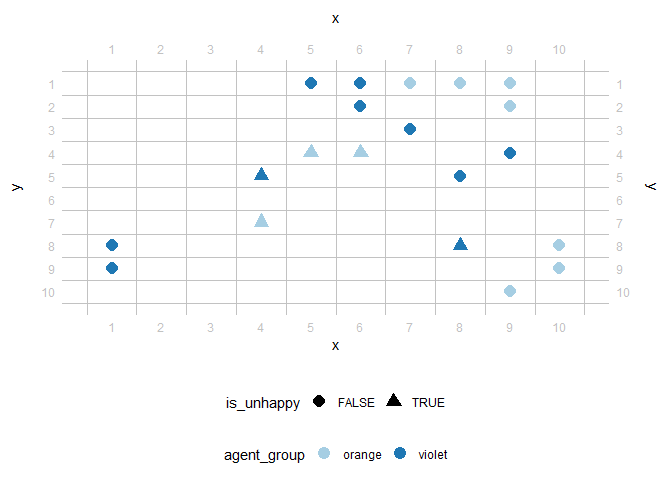 x
1 2 3 4 5 6 7 8 9 10
1 1
2 2
3 3
4 4
y 5 5 y
6 6
7 7
8 8
9 9
10 10
1 2 3 4 5 6 7 8 9 10
x
is_unhappy FALSE TRUE
agent_group orange violet